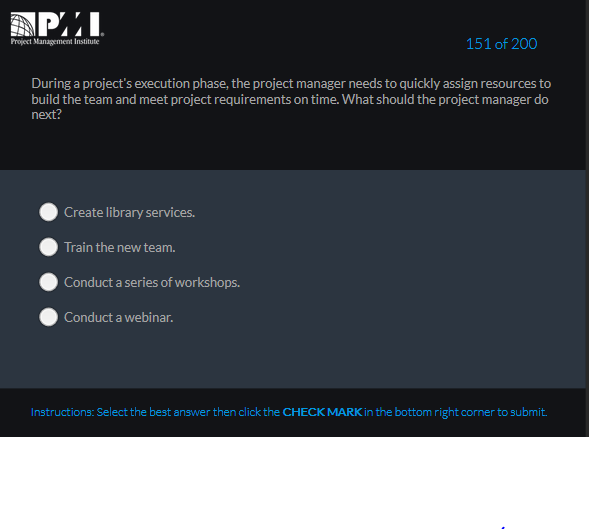 PMI
Project Management Institute
151 of 200
During a project's execution phase, the project manager needs to quickly assign resources to
build the team and meet project requirements on time. What should the project manager do
next?
Create library services.
Train the new team.
Conduct a series of workshops.
Conduct a webinar.
Instructions: Select the best answer then click the CHECK MARK in the bottom right corner to submit.